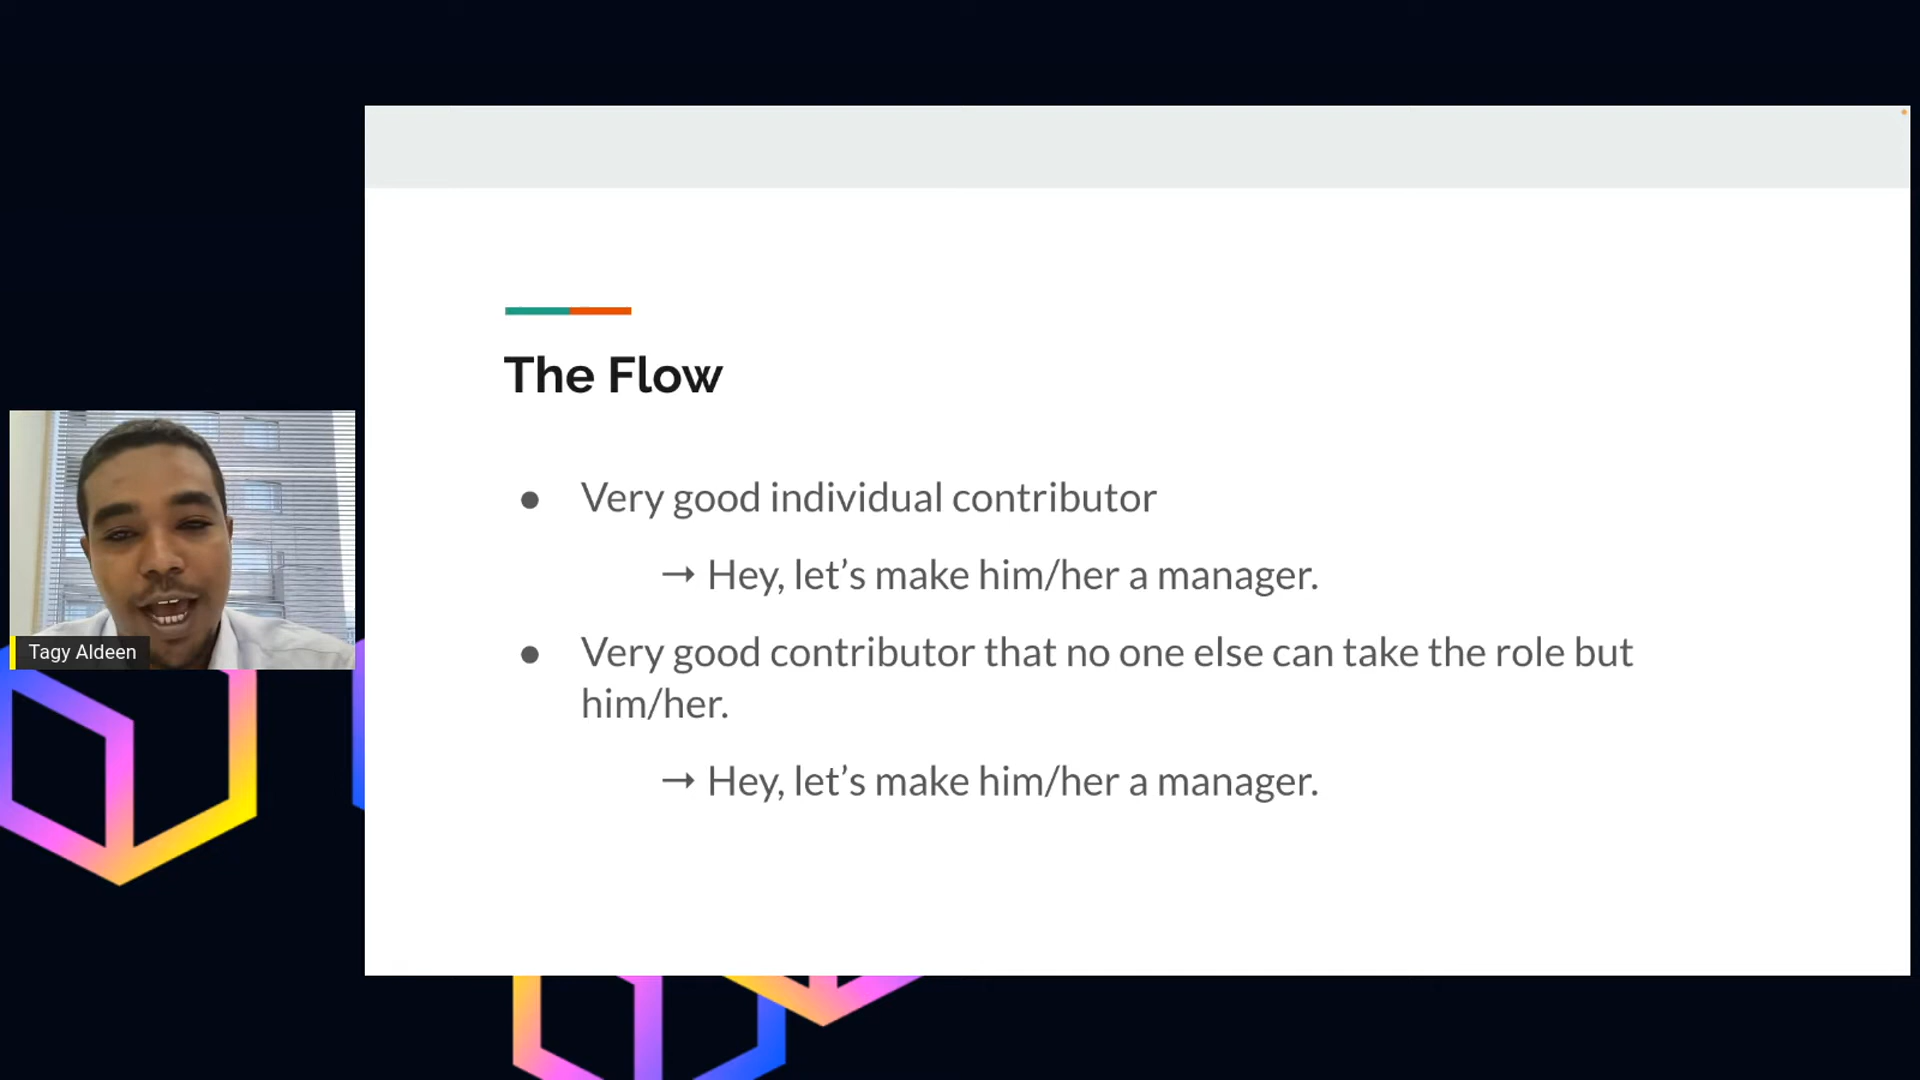 The Flow
● Very good individual contributor
→ Hey, let’s make him/her a manager.
● Very good contributor that no one else can take the role but
him/her.
→ Hey, let’s make him/her a manager.
Tagy Aldeen